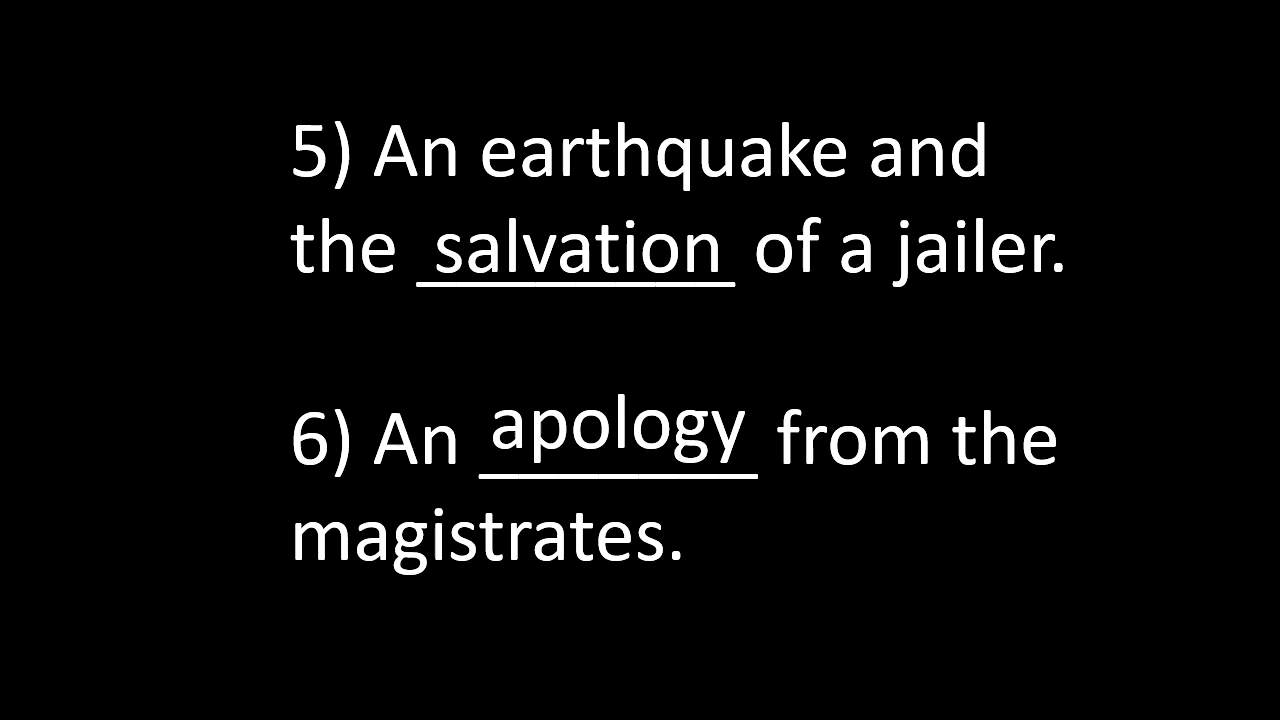 5) An earthquake and
the salvation of a jailer.
6) An apology from the
magistrates.